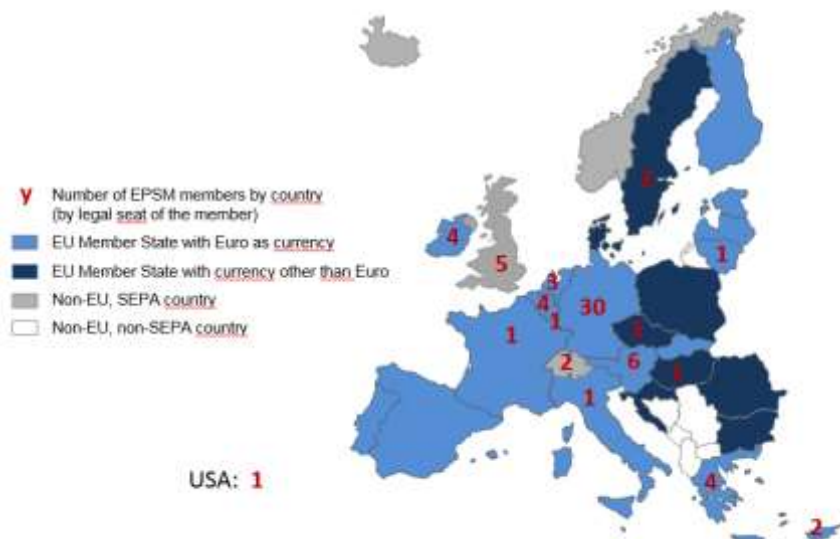 y Number of EPSM members by country
(by legal seat of the member)
EU Member State with Euro as currency
EU Member State with currency other than Euro
Non-EU, SEPA country
Non-EU, non-SEPA country
4
1
5
3
4
30
1
1
2
6
1
USA: 1
4
2